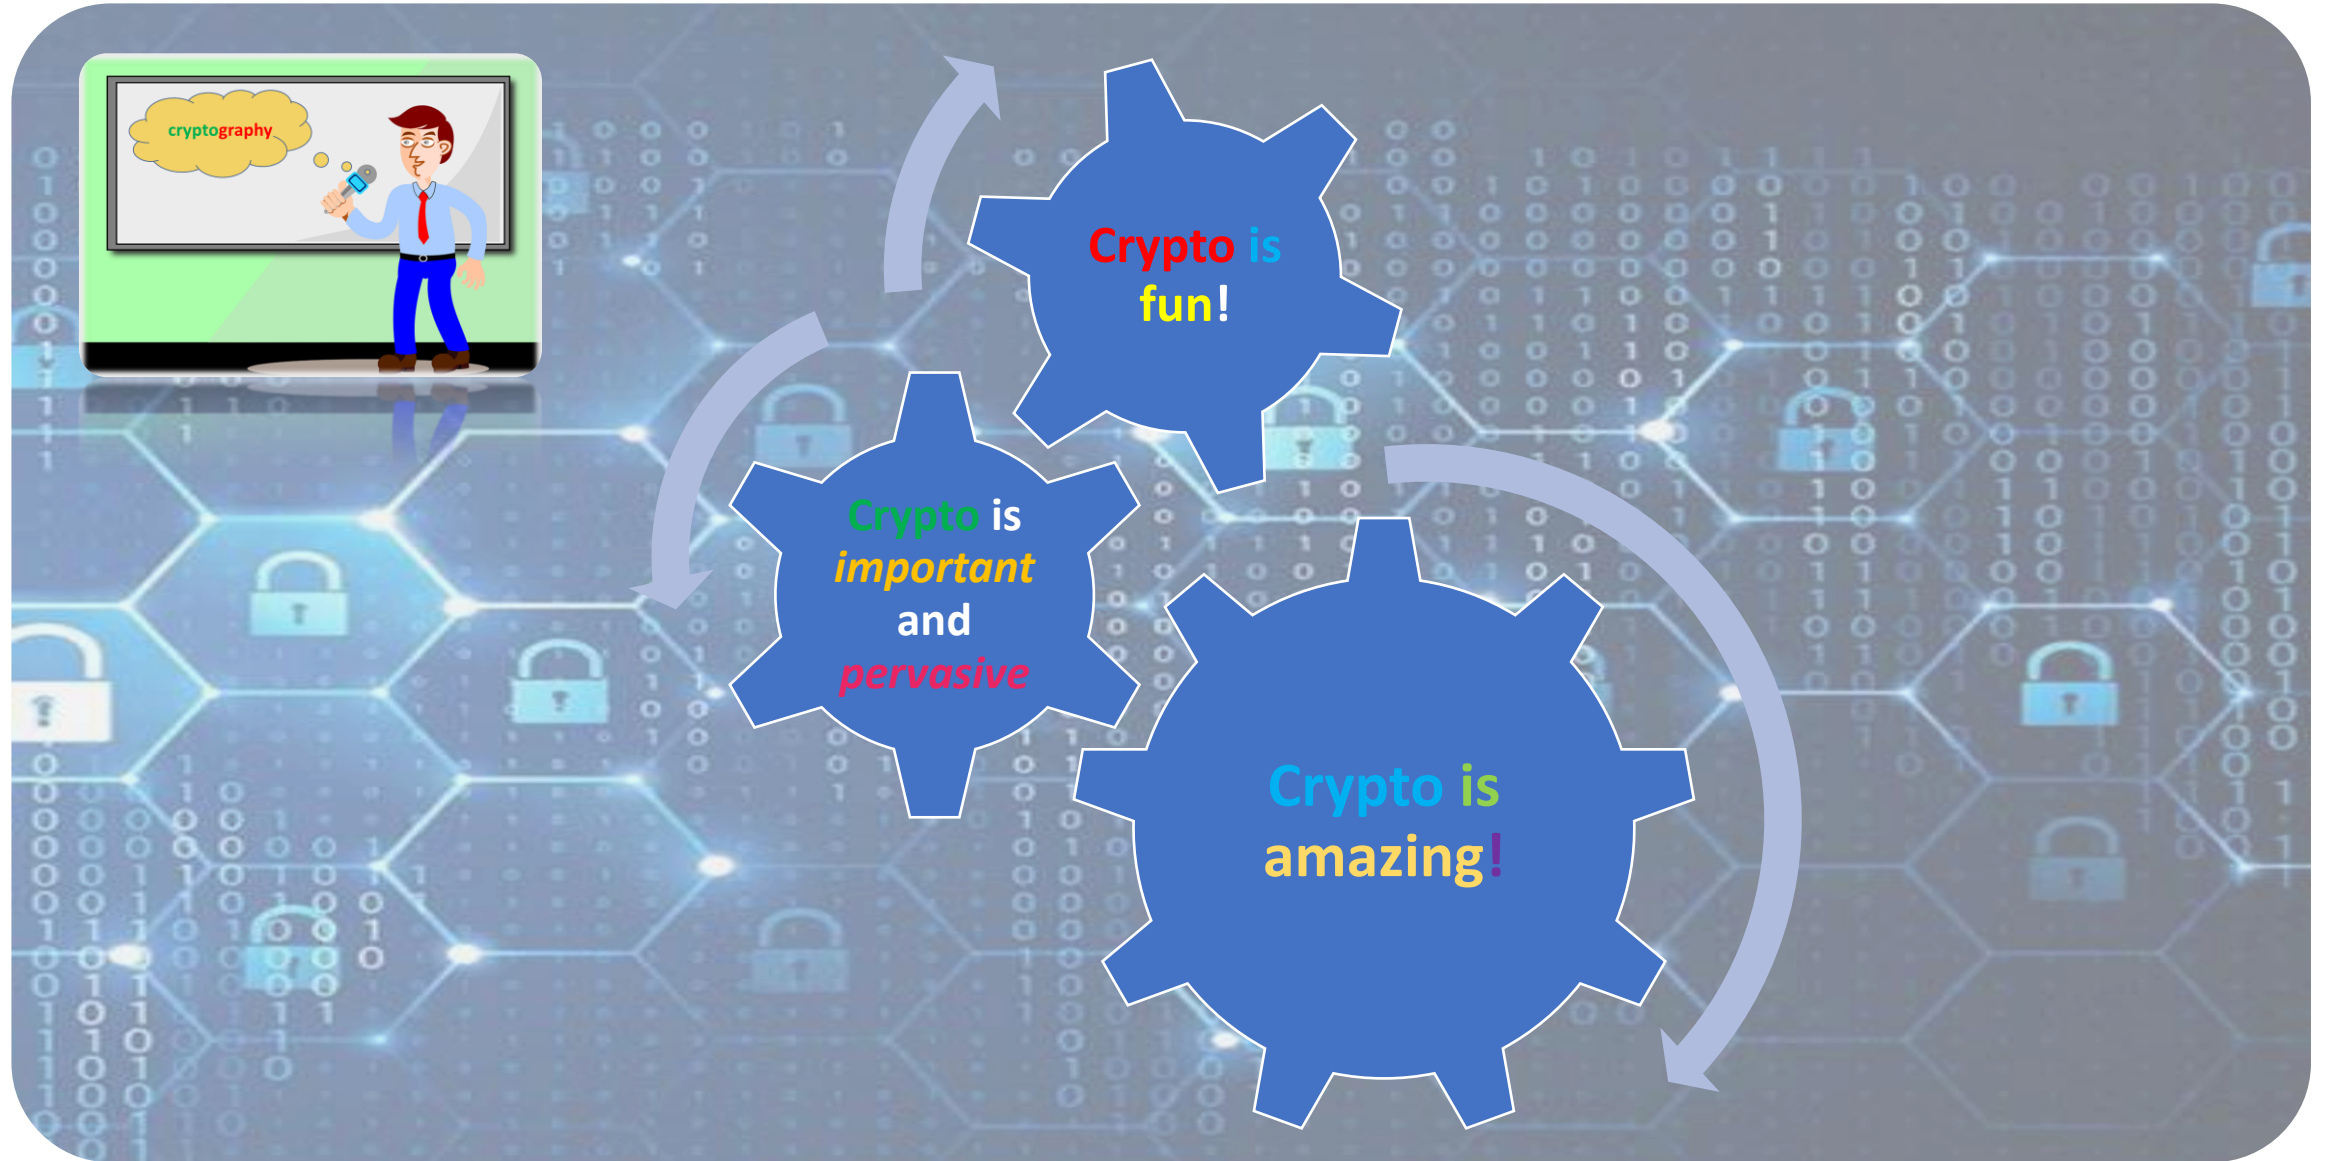 cryptography
Crypto is
fun!
Crypto is
important
and
pervasive
Crypto is
amazing!